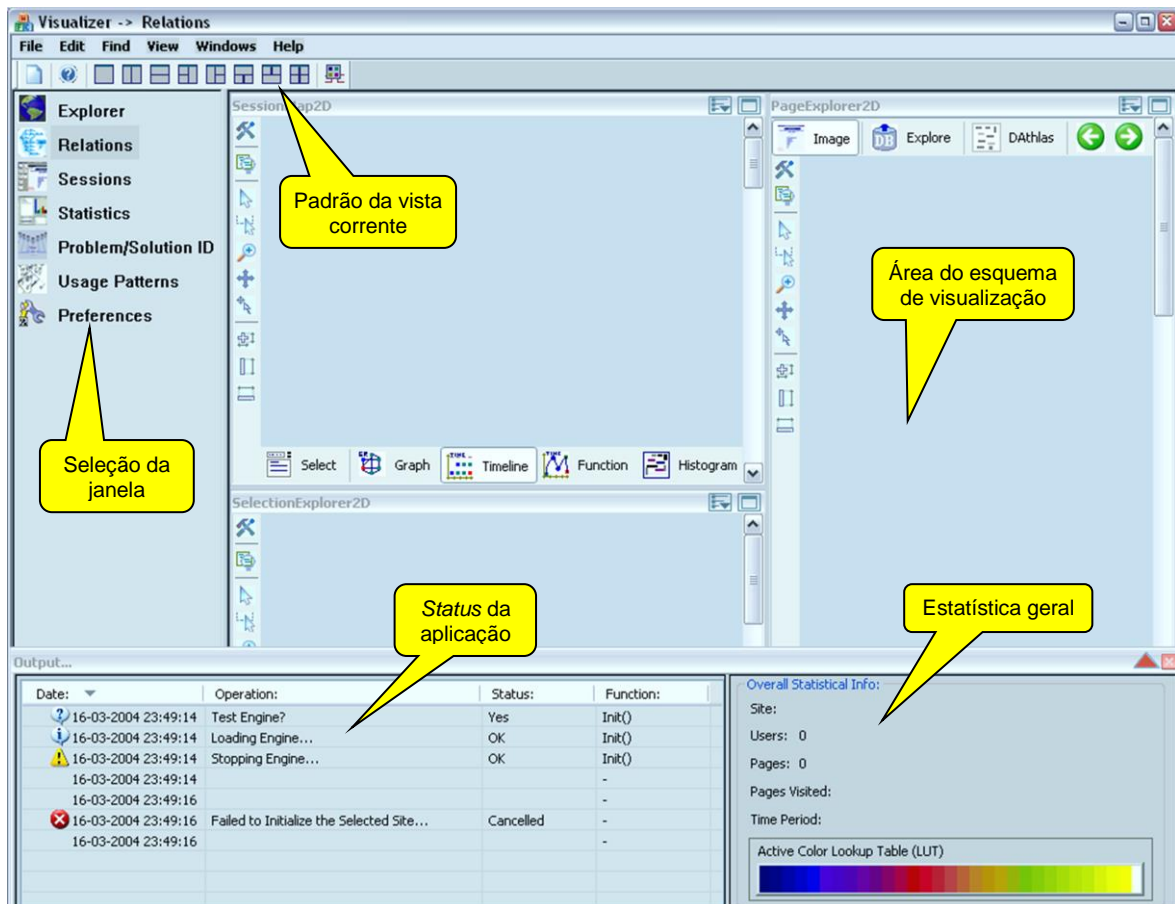 Visualizer -> Relations
File Edit Find View Windows Help
Explorer
Relations
Sessions
Statistics
Problem/Solution ID
Usage Patterns
Preferences
Seleção da
janela
Padrão da vista
corrente
Select Graph Timeline Function Histogram
SelectionExplorer2D
PageExplorer2D
Image Explore DAthlas
Área do esquema
de visualização
Status da
aplicação
Estatística geral
Output...
Date: Operation: Status: Function:
16-03-2004 23:49:14 Test Engine? Yes Init()
16-03-2004 23:49:14 Loading Engine... OK Init()
16-03-2004 23:49:14 Stopping Engine... OK Init()
16-03-2004 23:49:14 -
16-03-2004 23:49:16 -
16-03-2004 23:49:16 Failed to Initialize the Selected Site... Cancelled -
16-03-2004 23:49:16 -
Overall Statistical Info:
Site:
Users: 0
Pages: 0
Pages Visited:
Time Period:
Active Color Lookup Table (LUT)